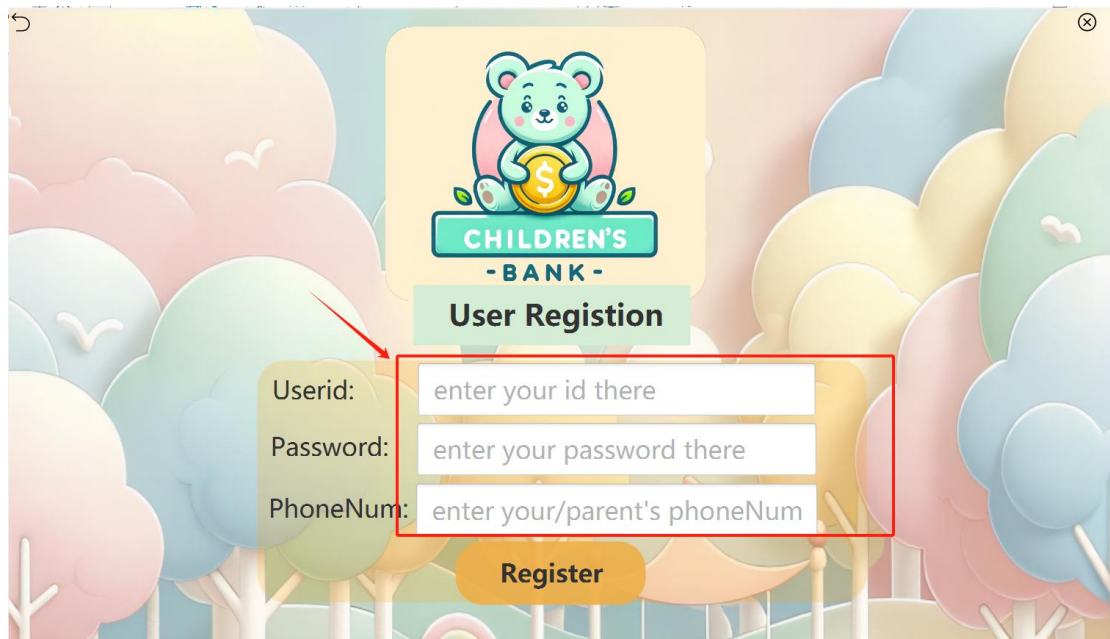 $
CHILDREN'S
-BANK-
User Registion
Userid: enter your id there
Password: enter your password there
PhoneNum: enter your/parent's phoneNum
Register